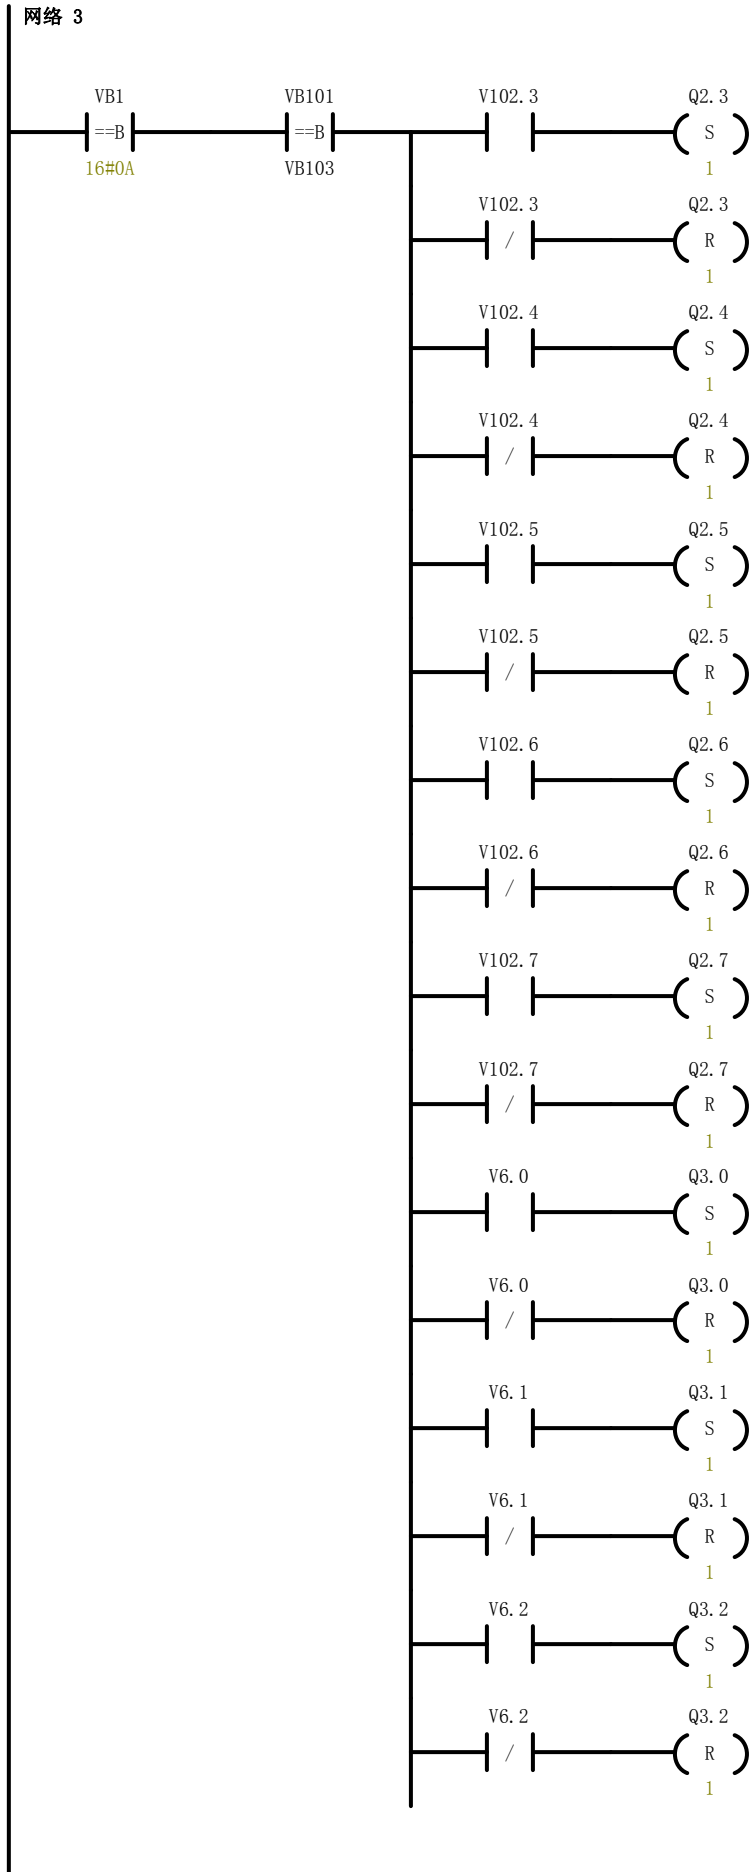 网络 3
VB1 VB101 V102.3 Q2.3
==B ==B S
16#0A VB103 1
V102.3 Q2.3
/ R
1
V102.4 Q2.4
S
1
V102.4 Q2.4
/ R
1
V102.5 Q2.5
S
1
V102.5 Q2.5
/ R
1
V102.6 Q2.6
S
1
V102.6 Q2.6
/ R
1
V102.7 Q2.7
S
1
V102.7 Q2.7
/ R
1
V6.0 Q3.0
S
1
V6.0 Q3.0
/ R
1
V6.1 Q3.1
S
1
V6.1 Q3.1
/ R
1
V6.2 Q3.2
S
1
V6.2 Q3.2
/ R
1